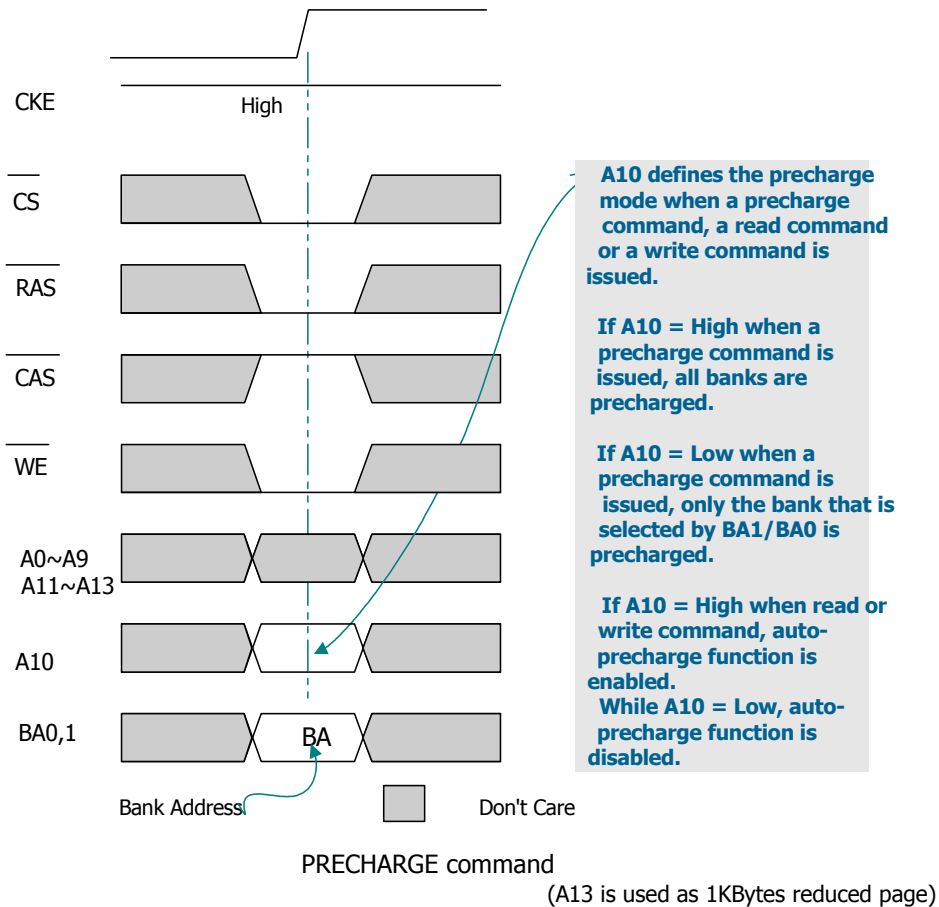 CKE
High
CS
RAS
CAS
WE
A0~A9
A11~A13
A10
BA0,1
BA
Bank Address
Don't Care
A10 defines the precharge
mode when a precharge
command, a read command
or a write command is
issued.
If A10 = High when a
precharge command is
issued, all banks are
precharged.
If A10 = Low when a
precharge command is
issued, only the bank that is
selected by BA1/BA0 is
precharged.
If A10 = High when read or
write command, auto-
precharge function is
enabled.
While A10 = Low, auto-
precharge function is
disabled.
PRECHARGE command
(A13 is used as 1KBytes reduced page)